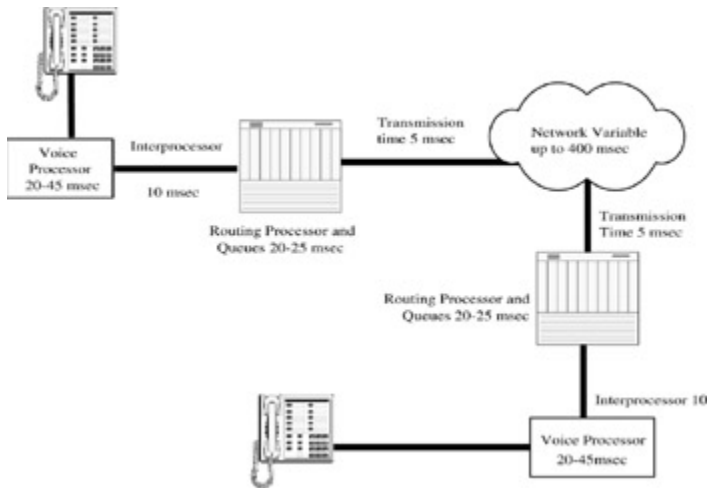 Voice
Processor
20-45 msec
Interprocessor
10 msec
Routing Processor and
Queues 20-25 msec
Transmission
time 5 msec
Network Variable
up to 400 msec
Transmission
Time 5 msec
Routing Processor and
Queues 20-25 msec
Interprocessor 10
Voice Processor
20-45msec